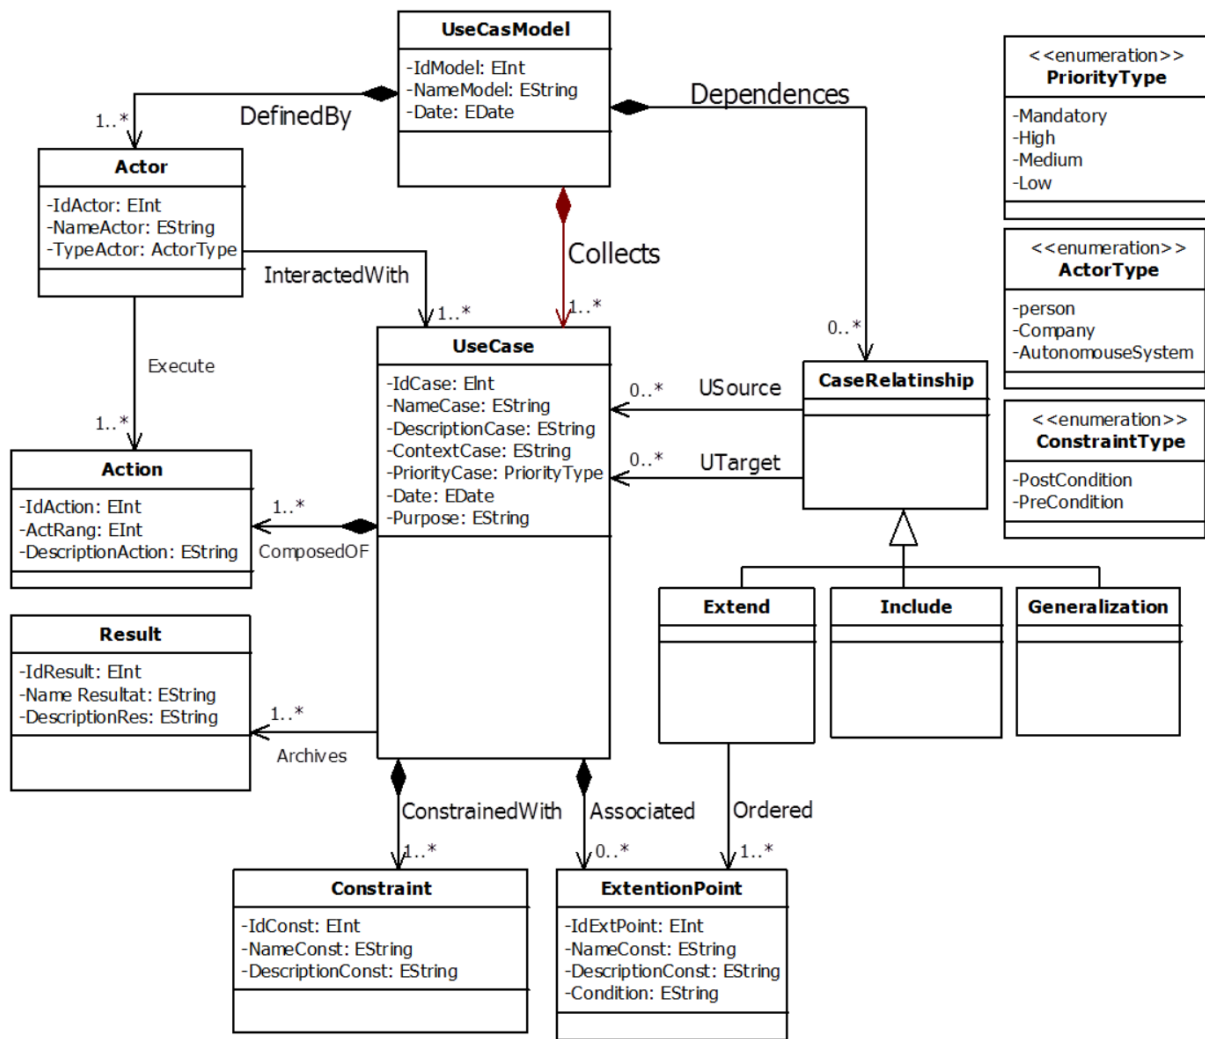 UseCasModel
-IdModel: EInt
-NameModel: EString
-Date: EDate
DefinedBy
1..*
Dependences
0..*
Collects
1..*
<<enumeration>>
PriorityType
-Mandatory
-High
-Medium
-Low
Actor
-IdActor: EInt
-NameActor: EString
-TypeActor: ActorType
InteractedWith
1..*
Execute
1..*
<<enumeration>>
ActorType
-person
-Company
-AutonomouseSystem
UseCase
-IdCase: EInt
-NameCase: EString
-DescriptionCase: EString
-ContextCase: EString
-PriorityCase: PriorityType
-Date: EDate
-Purpose: EString
0..*
USource
0..*
UTarget
CaseRelatinship
<<enumeration>>
ConstraintType
-PostCondition
-PreCondition
Action
-IdAction: EInt
-ActRang: EInt
-DescriptionAction: EString
1..*
ComposedOF
Extend
Include
Generalization
Result
-IdResult: EInt
-Name Resultat: EString
-DescriptionRes: EString
1..*
Archives
ConstrainedWith
1..*
Associated
0..*
Ordered
1..*
Constraint
-IdConst: EInt
-NameConst: EString
-DescriptionConst: EString
ExtentionPoint
-IdExtPoint: EInt
-NameConst: EString
-DescriptionConst: EString
-Condition: EString